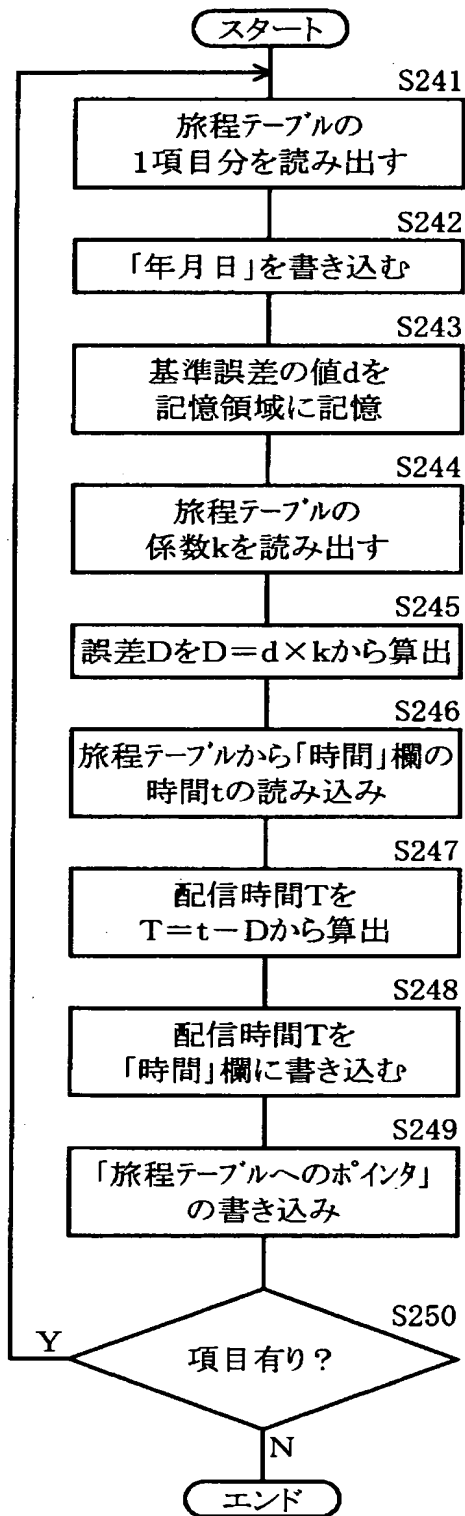 スタート
S241
旅程テーブルの
1項目分を読み出す
S242
「年月日」を書き込む
S243
基準誤差の値dを
記憶領域に記憶
S244
旅程テーブルの
係数kを読み出す
S245
誤差DをD=d×kから算出
S246
旅程テーブルから「時間」欄の
時間tの読み込み
S247
配信時間Tを
T=t-Dから算出
S248
配信時間Tを
「時間」欄に書き込む
S249
「旅程テーブルへのポインタ」
の書き込み
S250
Y
項目有り?
N
エンド